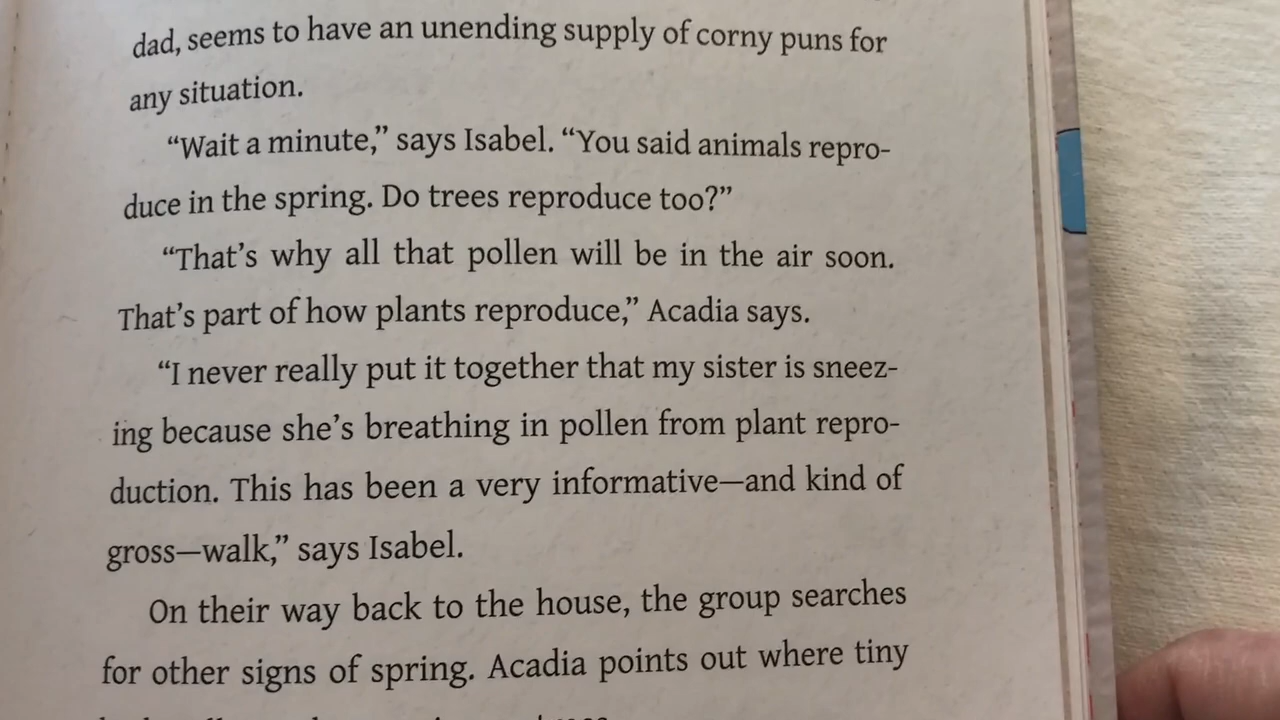 dad, seems to have an unending supply of corny puns for
any situation.
“Wait a minute,” says Isabel. “You said animals repro-
duce in the spring. Do trees reproduce too?”
“That’s why all that pollen will be in the air soon.
That’s part of how plants reproduce,” Acadia says.
“I never really put it together that my sister is sneez-
ing because she’s breathing in pollen from plant repro-
duction. This has been a very informative—and kind of
gross—walk,” says Isabel.
On their way back to the house, the group searches
for other signs of spring. Acadia points out where tiny